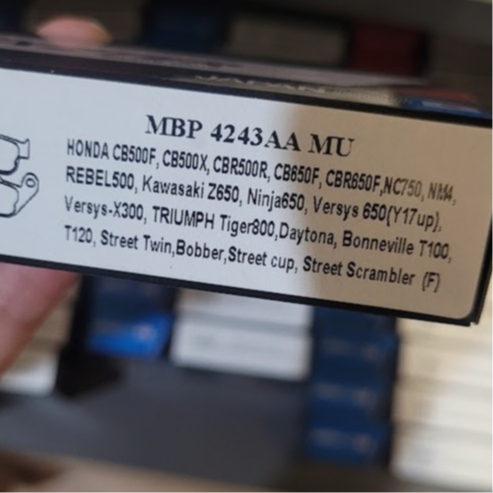 JAPAN
MBP 4243AA MU
HONDA CB500F, CB500X, CBR500R, CB650F, CBR650F,NC750, NM4,
REBEL500, Kawasaki Z650, Ninja650, Versys 650(Y17up),
Versys-X300, TRIUMPH Tiger800,Daytona, Bonneville T100,
T120, Street Twin,Bobber,Street cup, Street Scrambler (F)